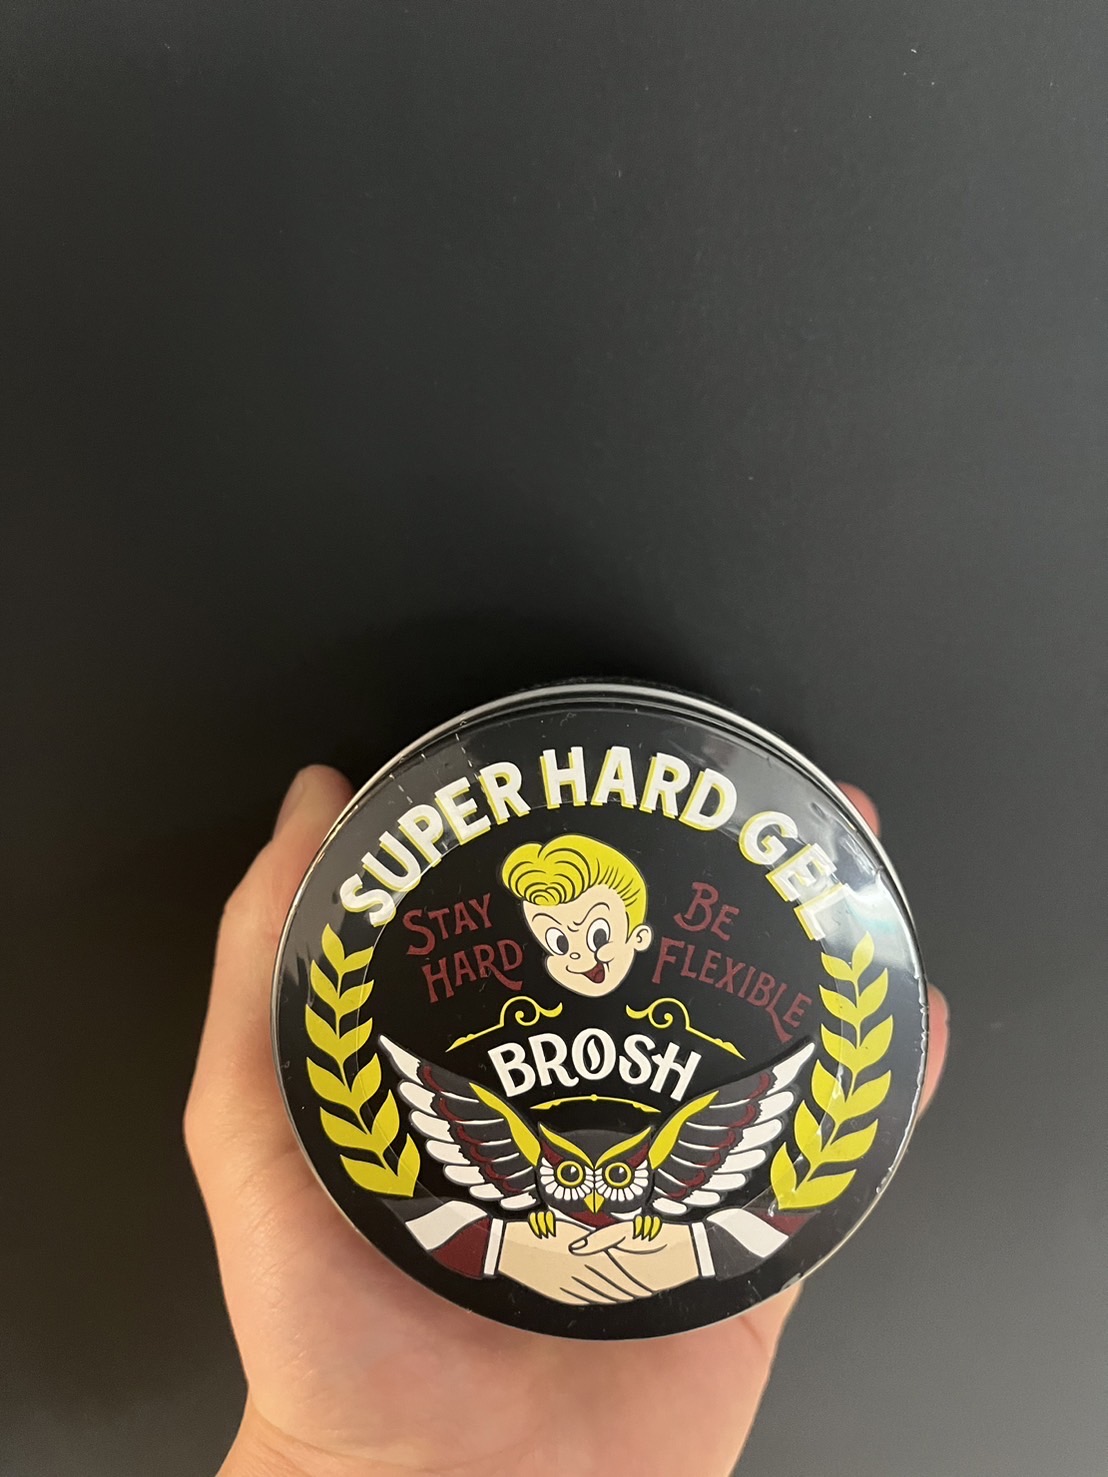 SUPER HARD GEL
STAY
HARD
BE
FLEXIBLE
BROSH